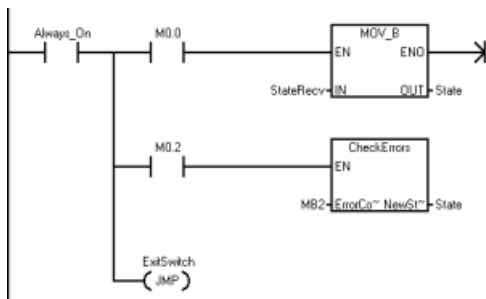 Always_On
M0.0
MOV_B
EN ENO
StateRecv IN OUT State
M0.2
CheckErrors
EN
MB2 ErrorCo~ NewSt~ State
ExitSwitch
JMP